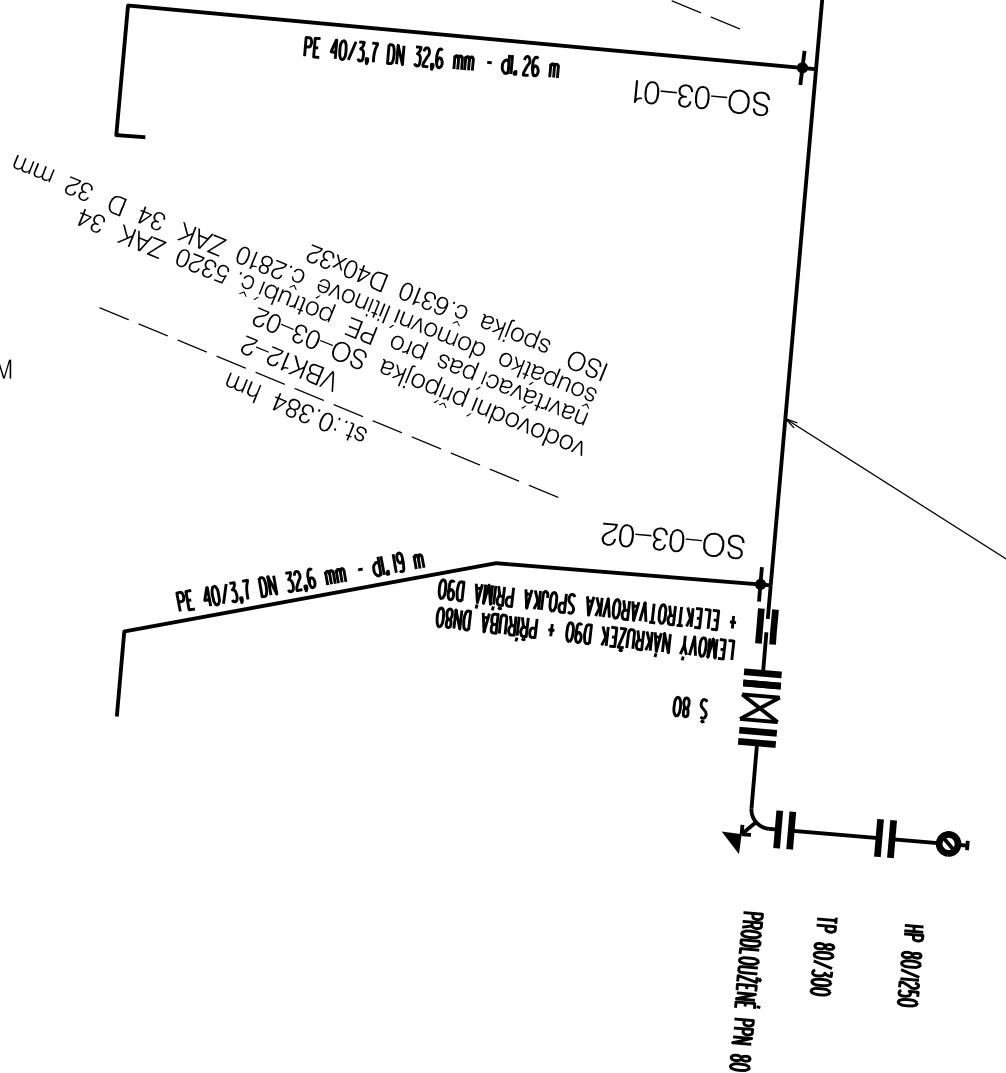 PE 40/3,7 DN 32,6 mm - dl.26 m
SO-03-01
st.:0.384 hm
VBK12-2
vodovodní přípojka SO-03-02
navrtávací pas pro PE potrubí č. 5320 ZAK 34
šoupátko domovní litinové č.2810 ZAK 34 D 32 mm
ISO spojka č.6310 D40x32
M
SO-03-02
PE 40/3,7 DN 32,6 mm - dl.19 m
LEMOVÝ NÁKRUŽEK D90 + PŘÍRUBA DN80
+ ELEKTROTVAROVKA SPOJKA PŘÍMÁ D90
Š 80
PRODLOUŽENÉ PPN 80
TP 80/300
HP 80/1250